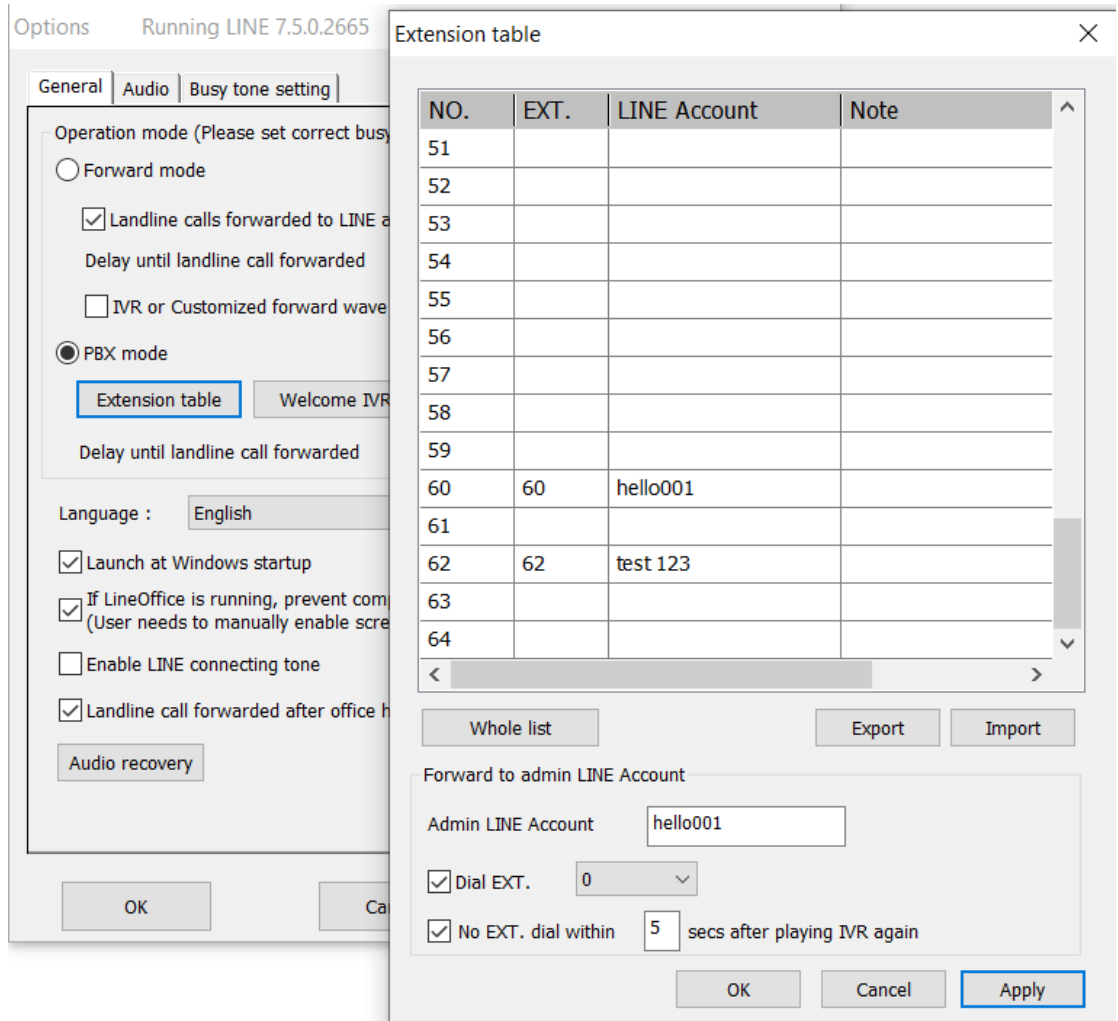 Options Running LINE 7.5.0.2665
General Audio Busy tone setting
Operation mode (Please set correct busy
Forward mode
Landline calls forwarded to LINE a
Delay until landline call forwarded
IVR or Customized forward wave
PBX mode
Extension table Welcome IVR
Delay until landline call forwarded
Language : English
Launch at Windows startup
If LineOffice is running, prevent com
(User needs to manually enable scre
Enable LINE connecting tone
Landline call forwarded after office h
Audio recovery
OK Ca
Extension table
NO. EXT. LINE Account Note
51
52
53
54
55
56
57
58
59
60 60 hello001
61
62 62 test 123
63
64
Whole list Export Import
Forward to admin LINE Account
Admin LINE Account hello001
Dial EXT. 0
No EXT. dial within 5 secs after playing IVR again
OK Cancel Apply